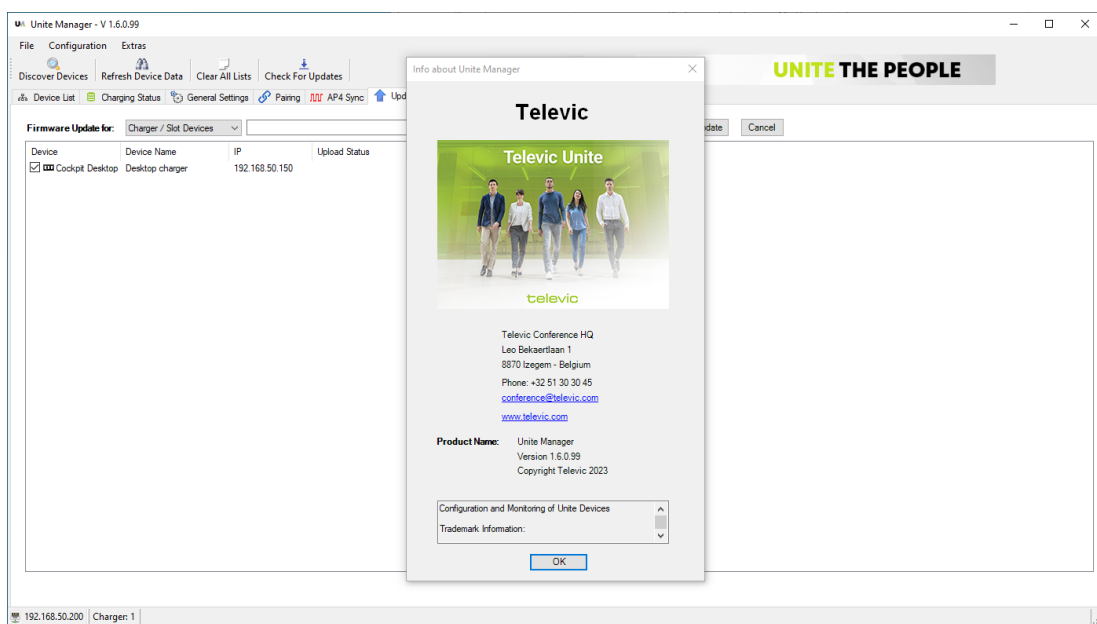 UM Unite Manager - V 1.6.0.99
File Configuration Extras
Discover Devices Refresh Device Data Clear All Lists Check For Updates
UNITE THE PEOPLE
Device List Charging Status General Settings Pairing AP4 Sync Upd
Firmware Update for: Charger / Slot Devices
date Cancel
Device Device Name IP Upload Status
Cockpit Desktop Desktop charger 192.168.50.150
Info about Unite Manager
Televic
Televic Unite
televic
Televic Conference HQ
Leo Bekaertlaan 1
8870 Izegem - Belgium
Phone: +32 51 30 30 45
conference@televic.com
www.televic.com
Product Name: Unite Manager
Version 1.6.0.99
Copyright Televic 2023
Configuration and Monitoring of Unite Devices
Trademark Information:
OK
192.168.50.200 Charger: 1